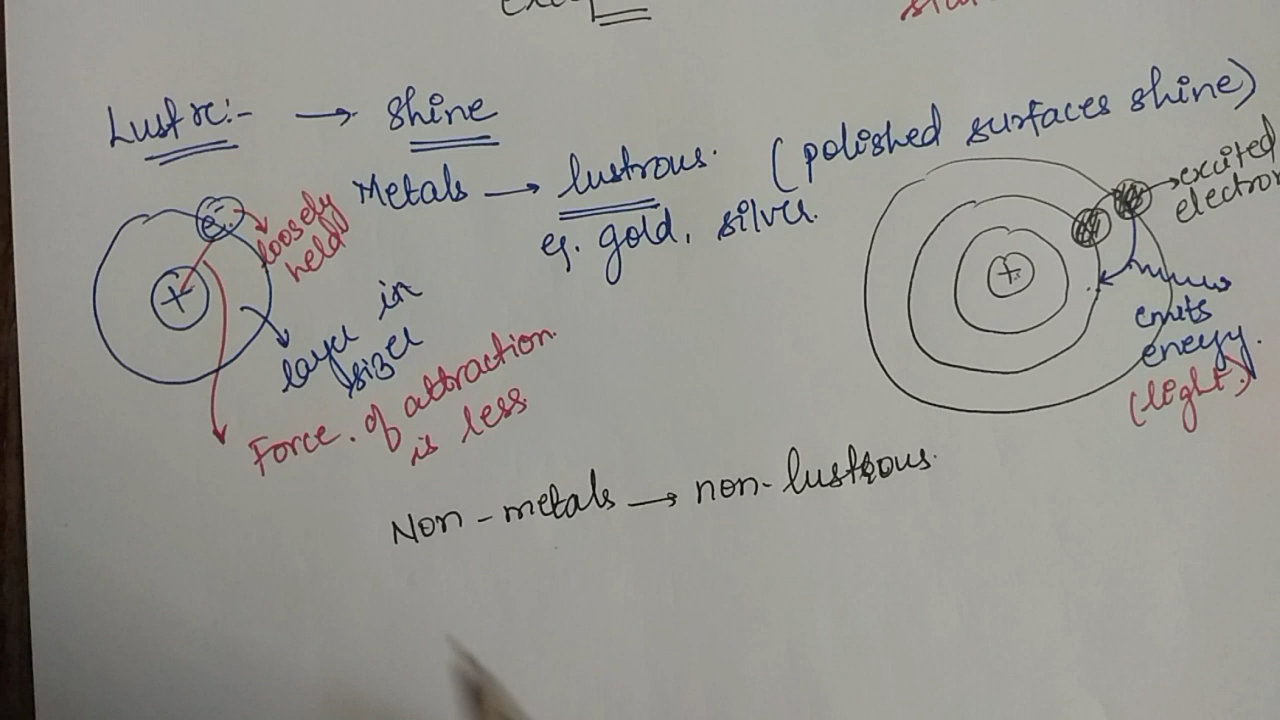 Lustre:- → shine
Metals → lustrous. (polished surfaces shine)
eg. gold, silver.
e-
loosely
held
+
layer in
size
Force. of attraction
is less
excited
electron
+
emits
energy.
(light)
Non-metals → non-lustrous.